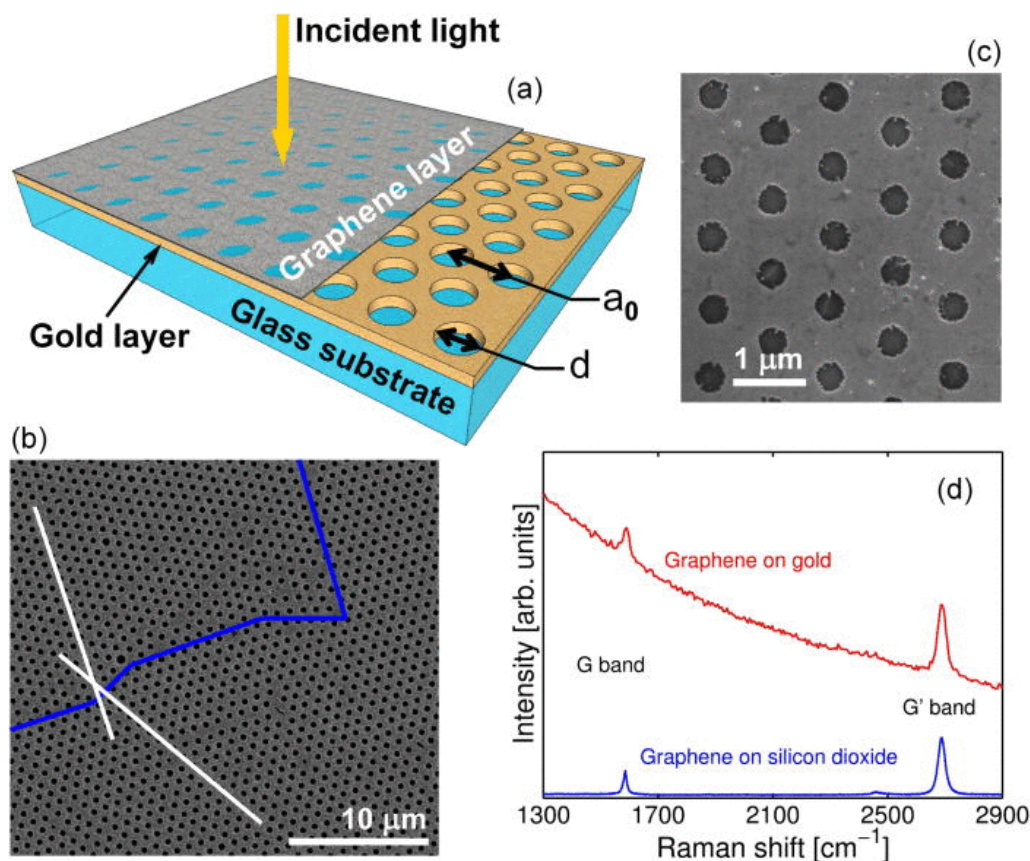 Incident light
(a)
Graphene layer
Gold layer
Glass substrate
a0
d
(c)
1 μm
(b)
10 μm
(d)
Intensity [arb. units]
Graphene on gold
G band
G' band
Graphene on silicon dioxide
1300 1700 2100 2500 2900
Raman shift [cm⁻¹]